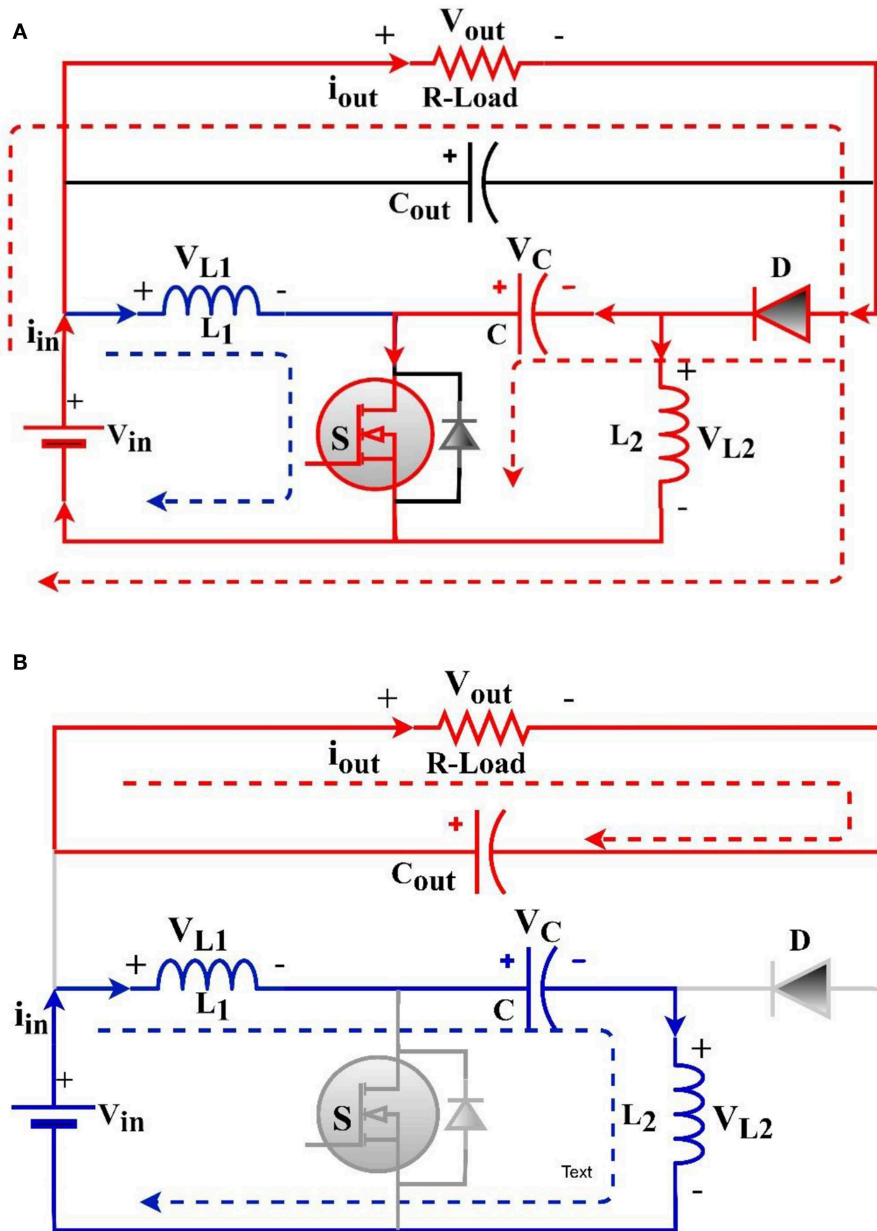 A
+ Vout -
iout R-Load
+
Cout
VL1
+ -
L1
VC
+ -
C
D
iin
+
Vin
S
+
L2 VL2
-
B
+ Vout -
iout R-Load
+
Cout
VL1
+ -
L1
VC
+ -
C
D
iin
+
Vin
S
+
L2 VL2
-
Text